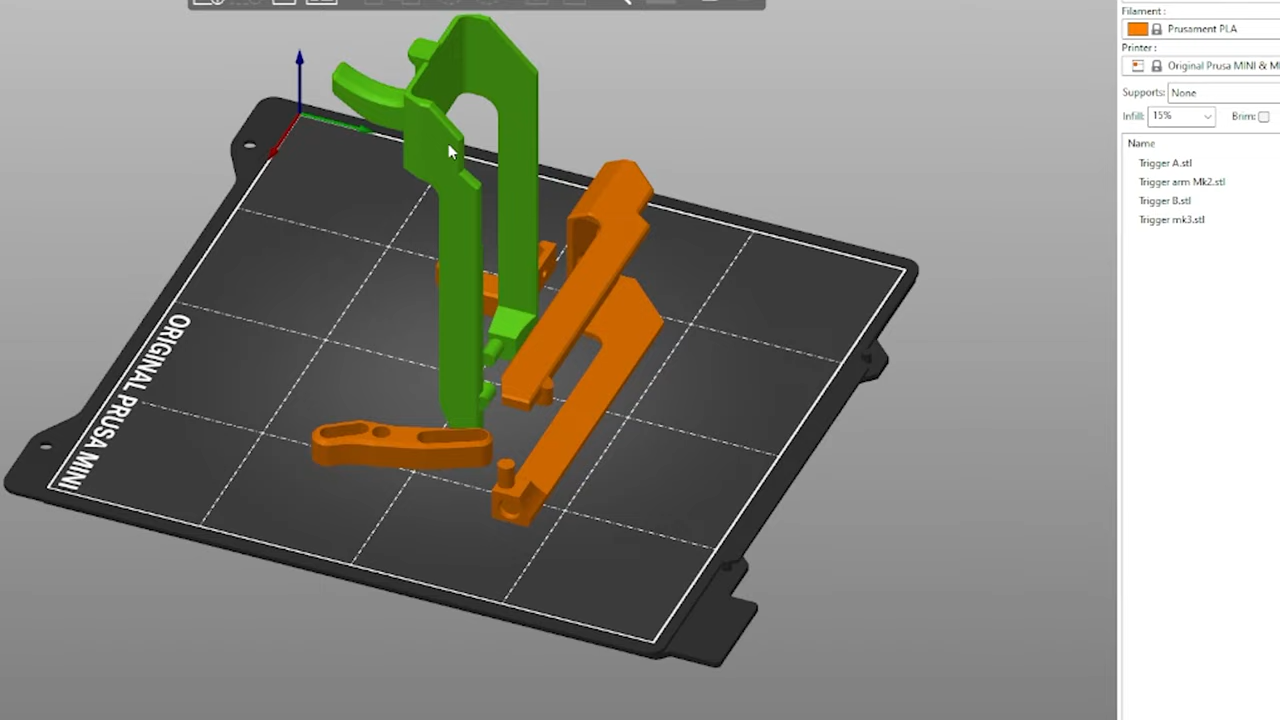 Filament :
Prusament PLA
Printer :
Original Prusa MINI & M
Supports:
None
Infill:
15%
Brim:
Name
Trigger A.stl
Trigger arm Mk2.stl
Trigger B.stl
Trigger mk3.stl
ORIGINAL PRUSA MINI